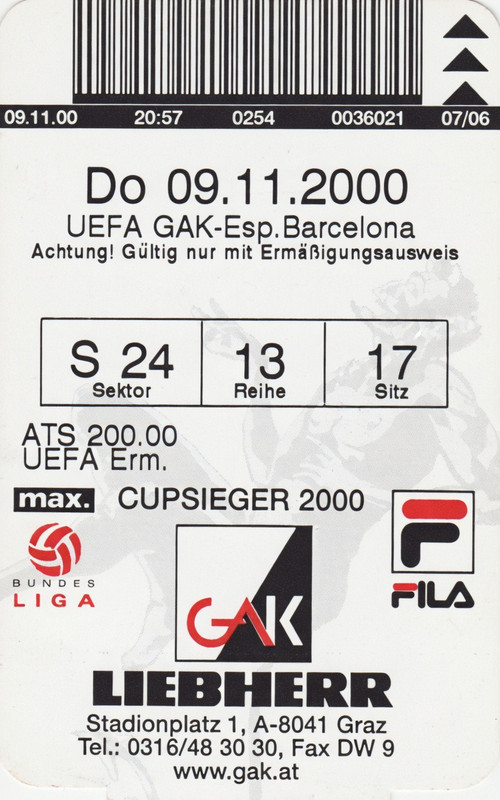 09.11.00 20:57 0254 0036021 07/06
Do 09.11.2000
UEFA GAK-Esp.Barcelona
Achtung! Gültig nur mit Ermäßigungsausweis
S 24 13 17
Sektor Reihe Sitz
ATS 200.00
UEFA Erm.
max. CUPSIEGER 2000
BUNDES
LIGA
F
FILA
GAK
LIEBHERR
Stadionplatz 1, A-8041 Graz
Tel.: 0316/48 30 30, Fax DW 9
www.gak.at